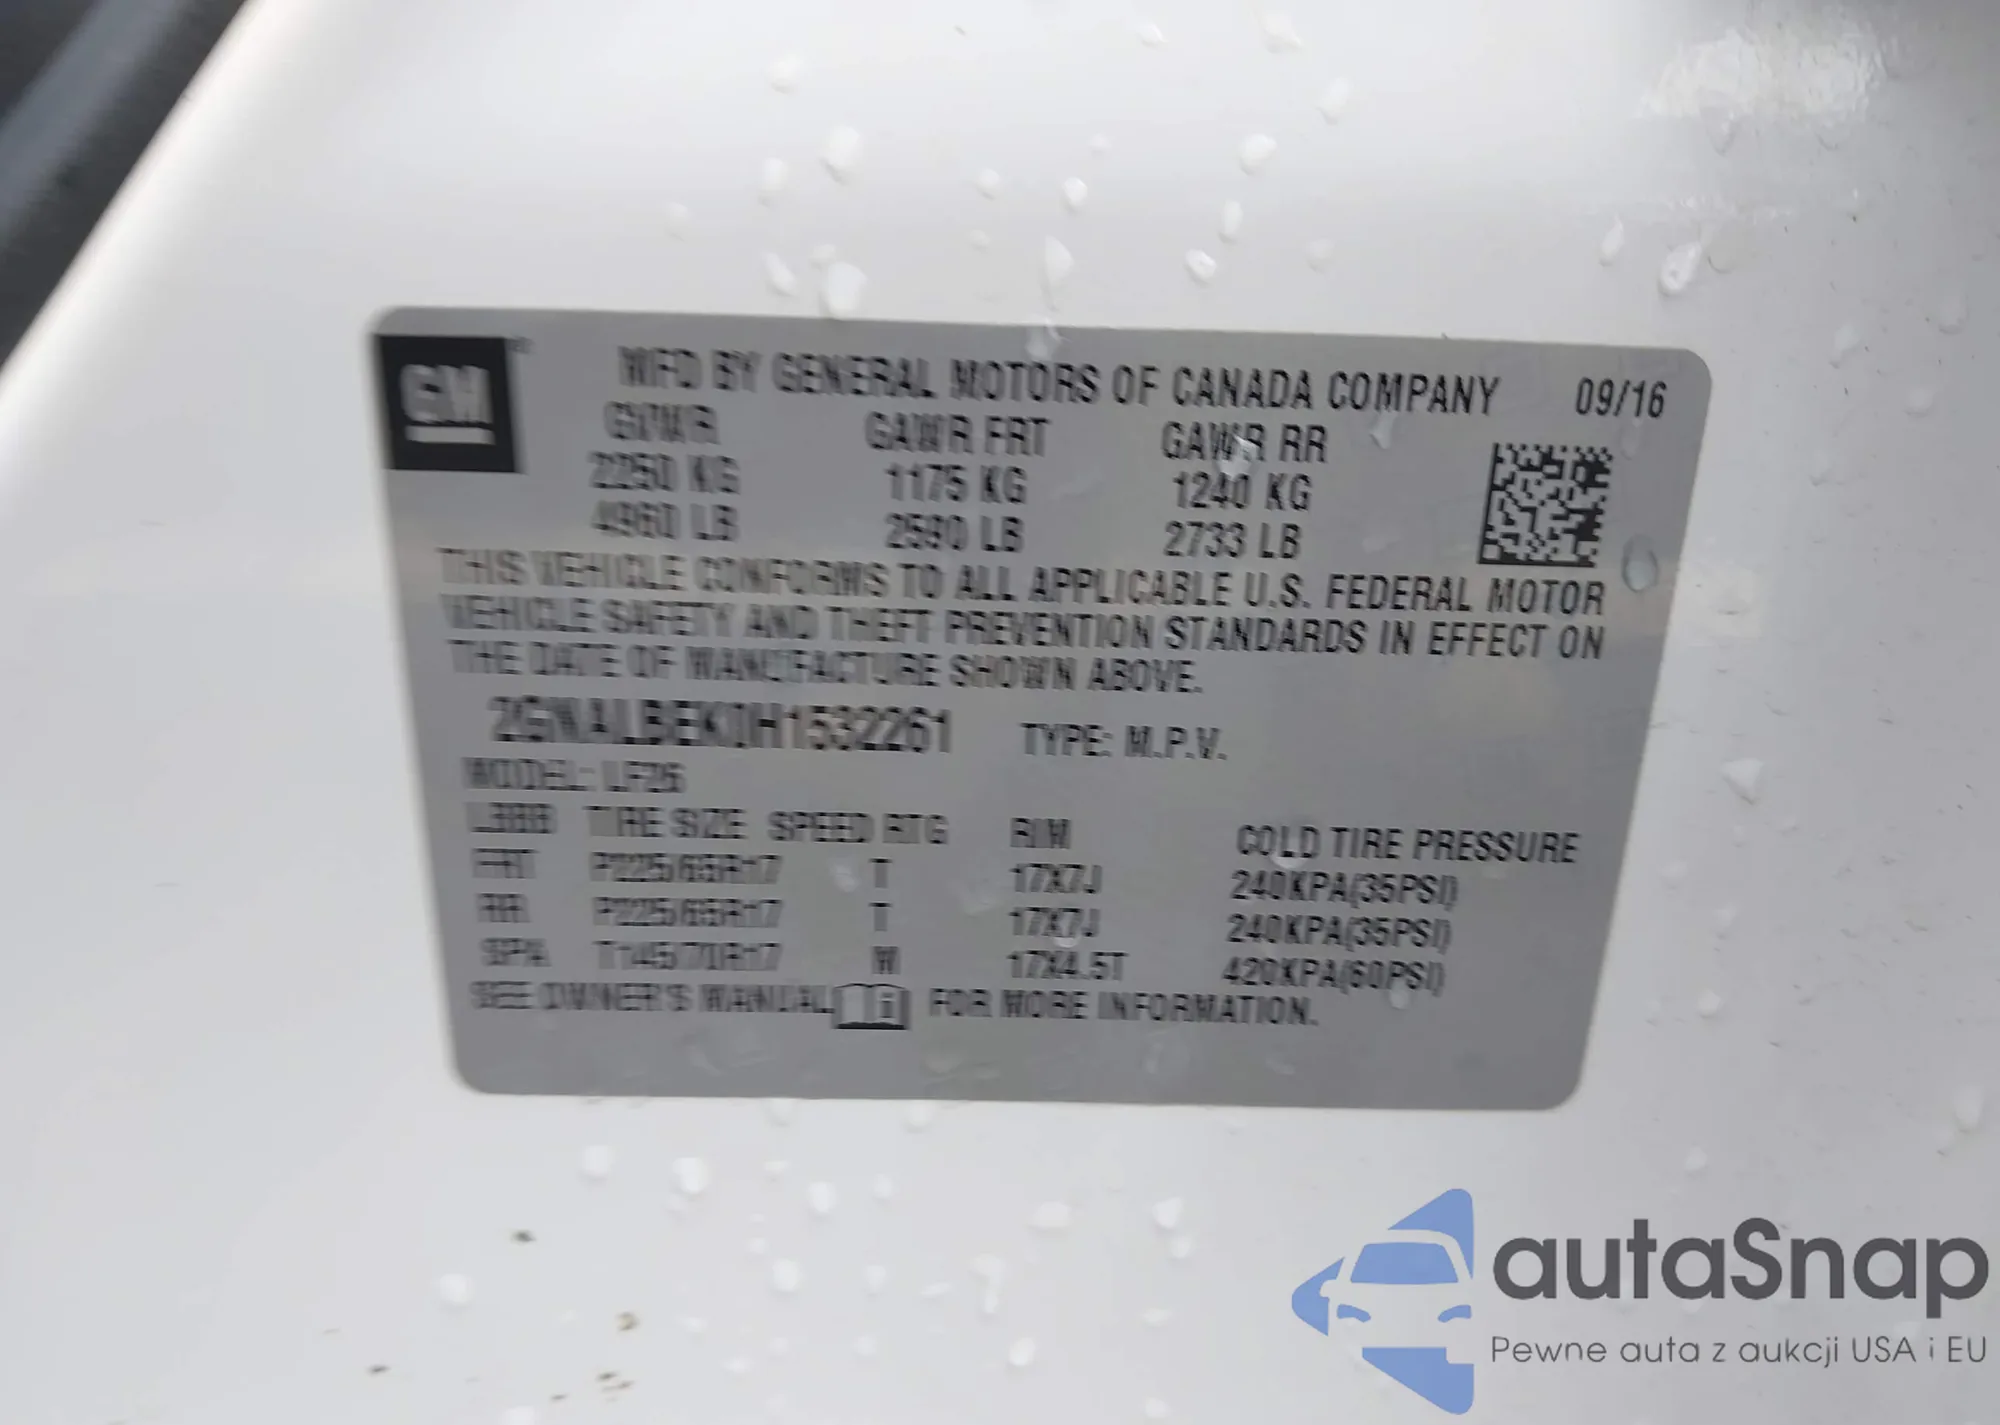 GM
MFD BY GENERAL MOTORS OF CANADA COMPANY 09/16
GVWR GAWR FRT GAWR RR
2250 KG 1175 KG 1240 KG
4960 LB 2590 LB 2733 LB
THIS VEHICLE CONFORMS TO ALL APPLICABLE U.S. FEDERAL MOTOR
VEHICLE SAFETY AND THEFT PREVENTION STANDARDS IN EFFECT ON
THE DATE OF MANUFACTURE SHOWN ABOVE.
TYPE: M.P.V.
MODEL:
TIRE SIZE SPEED RTG RIM COLD TIRE PRESSURE
FRT P225/65R17 T 17X7J 240KPA(35PSI)
RR P225/65R17 T 17X7J 240KPA(35PSI)
SPA T145/70R17 M 17X4.5T 420KPA(60PSI)
SEE OWNER'S MANUAL i FOR MORE INFORMATION.
autaSnap
Pewne auta z aukcji USA i EU